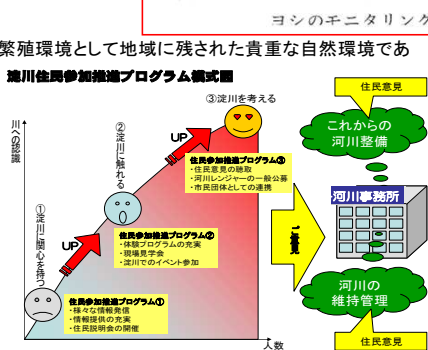 ヨシのモニタリング
繁殖環境として地域に残された貴重な自然環境であ
淀川住民参加推進プログラム模式図
川への認識
③淀川を考える
UP
②淀川に触れる
UP
①淀川に関心を持つ
住民参加推進プログラム③
・住民意見の聴取
・河川レンジャーの一般公募
・市民団体としての連携
住民参加推進プログラム②
・体験プログラムの充実
・現場見学会
・淀川でのイベント参加
住民参加推進プログラム①
・様々な情報発信
・情報提供の充実
・住民説明会の開催
人数
ご意見
住民意見
これからの
河川整備
河川事務所
河川の
維持管理
住民意見